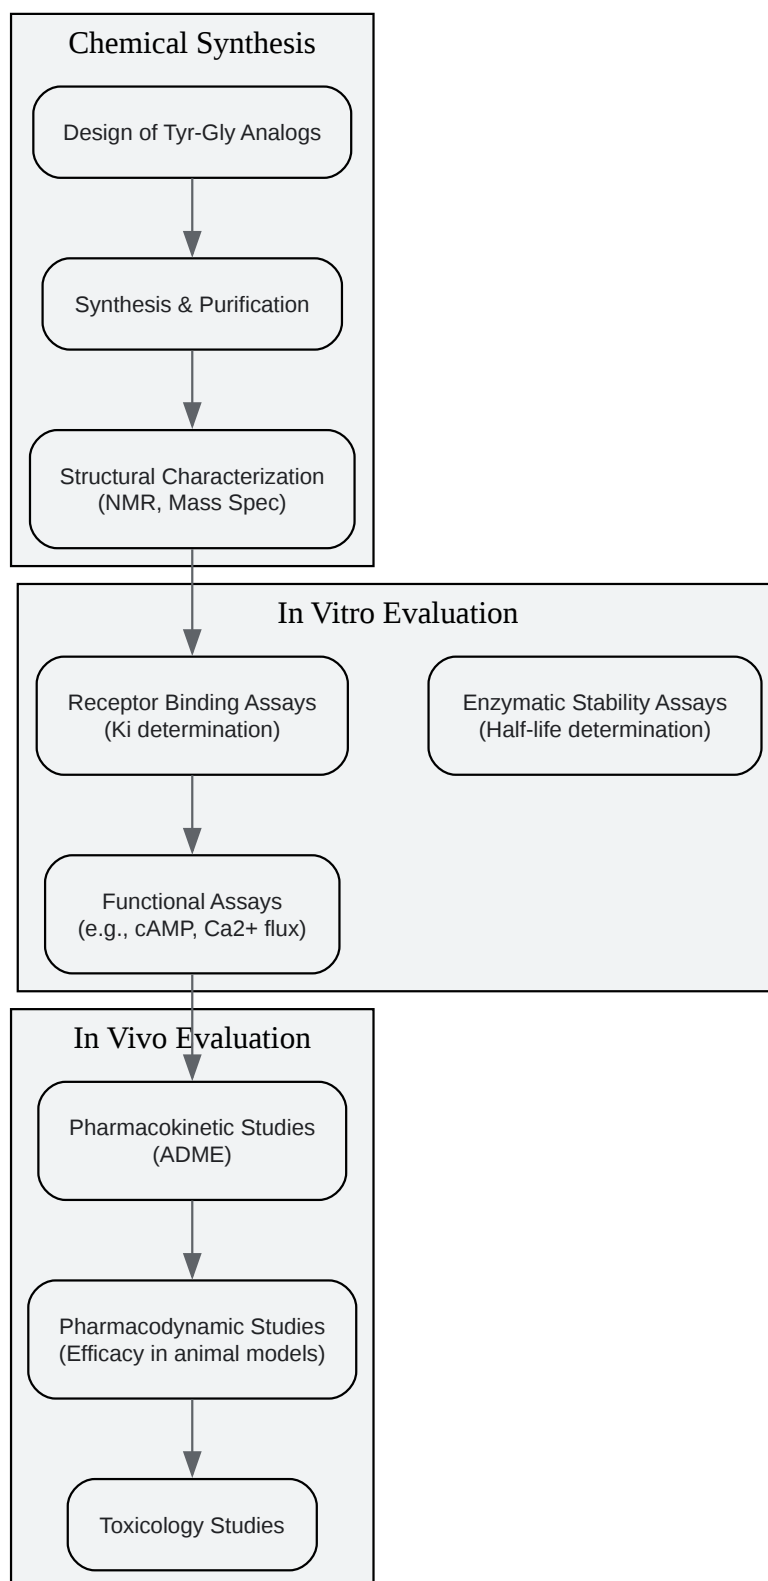 Chemical Synthesis
Design of Tyr-Gly Analogs
Synthesis & Purification
Structural Characterization
(NMR, Mass Spec)
In Vitro Evaluation
Receptor Binding Assays
(Ki determination)
Enzymatic Stability Assays
(Half-life determination)
Functional Assays
(e.g., cAMP, Ca2+ flux)
In Vivo Evaluation
Pharmacokinetic Studies
(ADME)
Pharmacodynamic Studies
(Efficacy in animal models)
Toxicology Studies